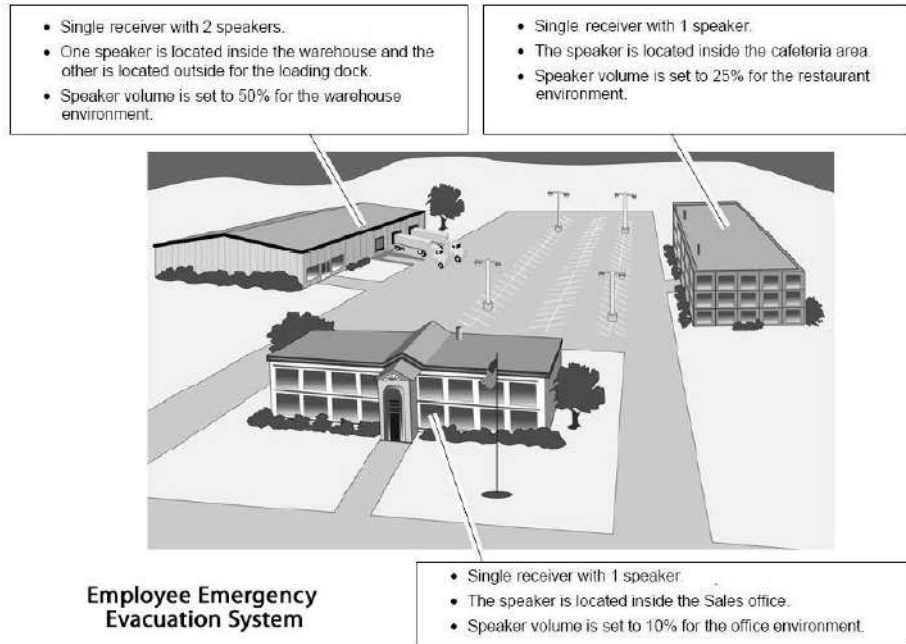 • Single receiver with 2 speakers.
• One speaker is located inside the warehouse and the
other is located outside for the loading dock.
• Speaker volume is set to 50% for the warehouse
environment.
• Single receiver with 1 speaker.
• The speaker is located inside the cafeteria area.
• Speaker volume is set to 25% for the restaurant
environment.
• Single receiver with 1 speaker.
• The speaker is located inside the Sales office.
• Speaker volume is set to 10% for the office environment.
Employee Emergency
Evacuation System